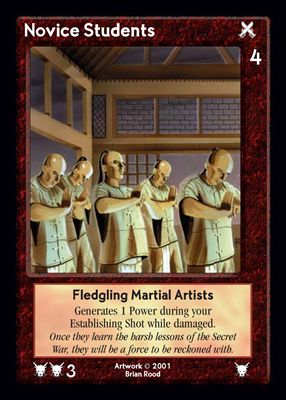 Novice Students
4
Fledgling Martial Artists
Generates 1 Power during your
Establishing Shot while damaged.
Once they learn the harsh lessons of the Secret
War, they will be a force to be reckoned with.
3
Artwork © 2001
Brian Rood